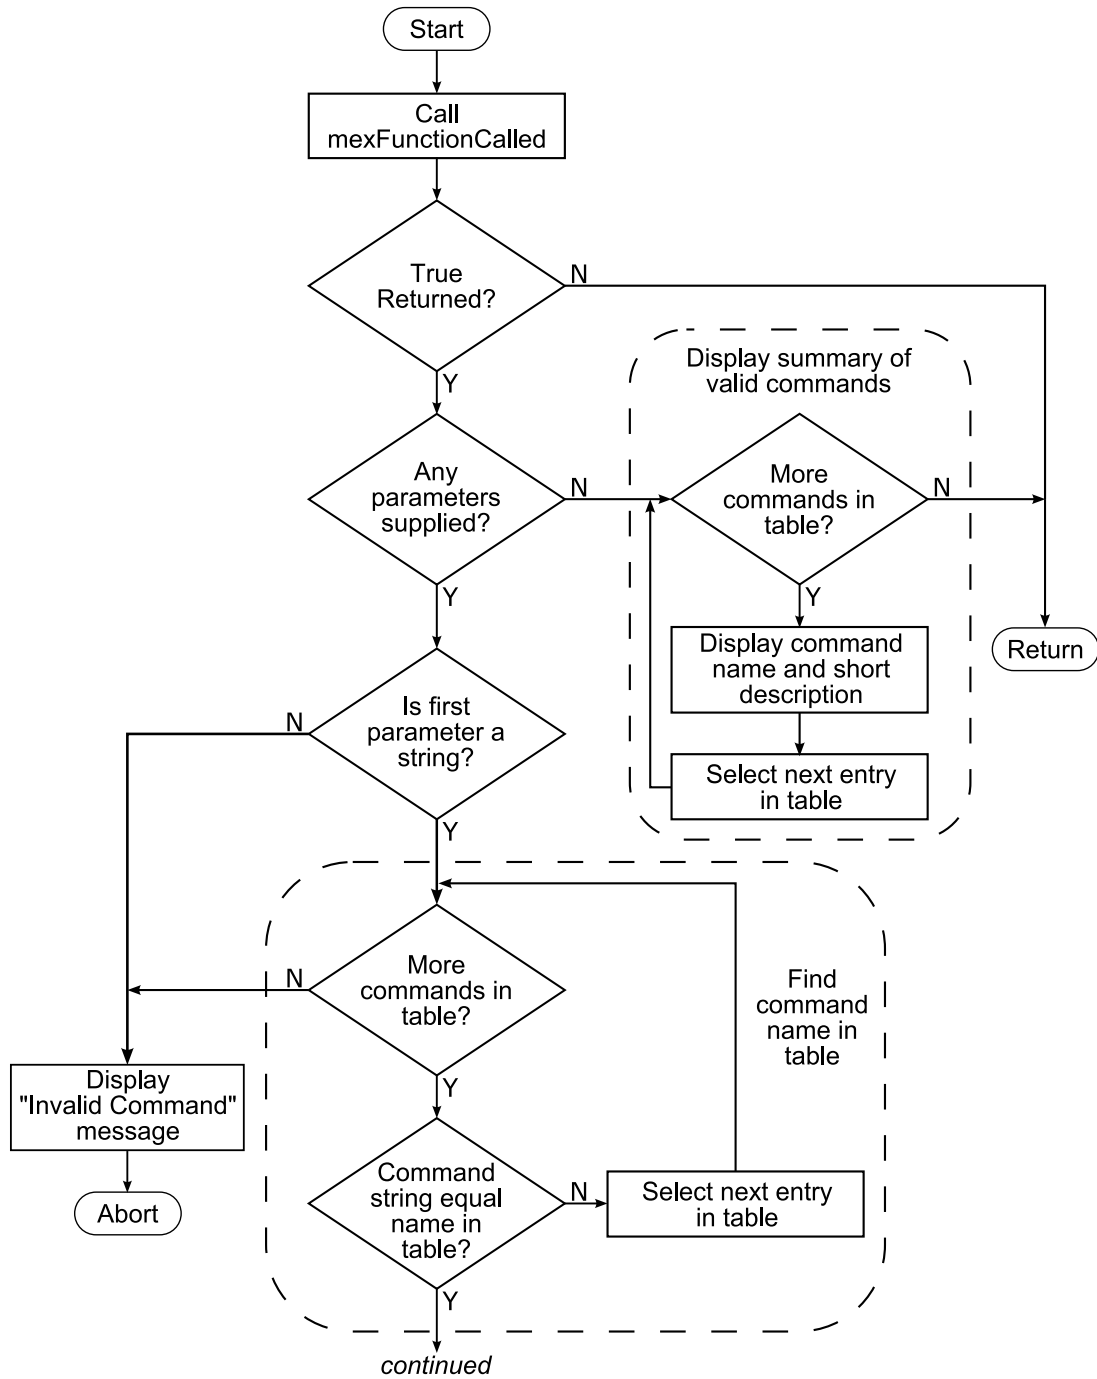 Start
Call
mexFunctionCalled
True
Returned?
N
Y
Display summary of
valid commands
Any
parameters
supplied?
N
Y
More
commands in
table?
N
Y
Display command
name and short
description
Select next entry
in table
Return
Is first
parameter a
string?
N
Y
More
commands in
table?
N
Y
Find
command
name in
table
Display
"Invalid Command"
message
Abort
Command
string equal
name in
table?
N
Y
Select next entry
in table
continued